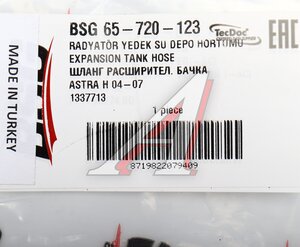 BSG 65-720-123
TecDoc
RADYATÖR YEDEK SU DEPO HORTUMU
EXPANSION TANK HOSE
ШЛАНГ РАСШИРИТЕЛ. БАЧКА
ASTRA H 04-07
1337713
1 piece
8719822079409
MADE IN TURKEY